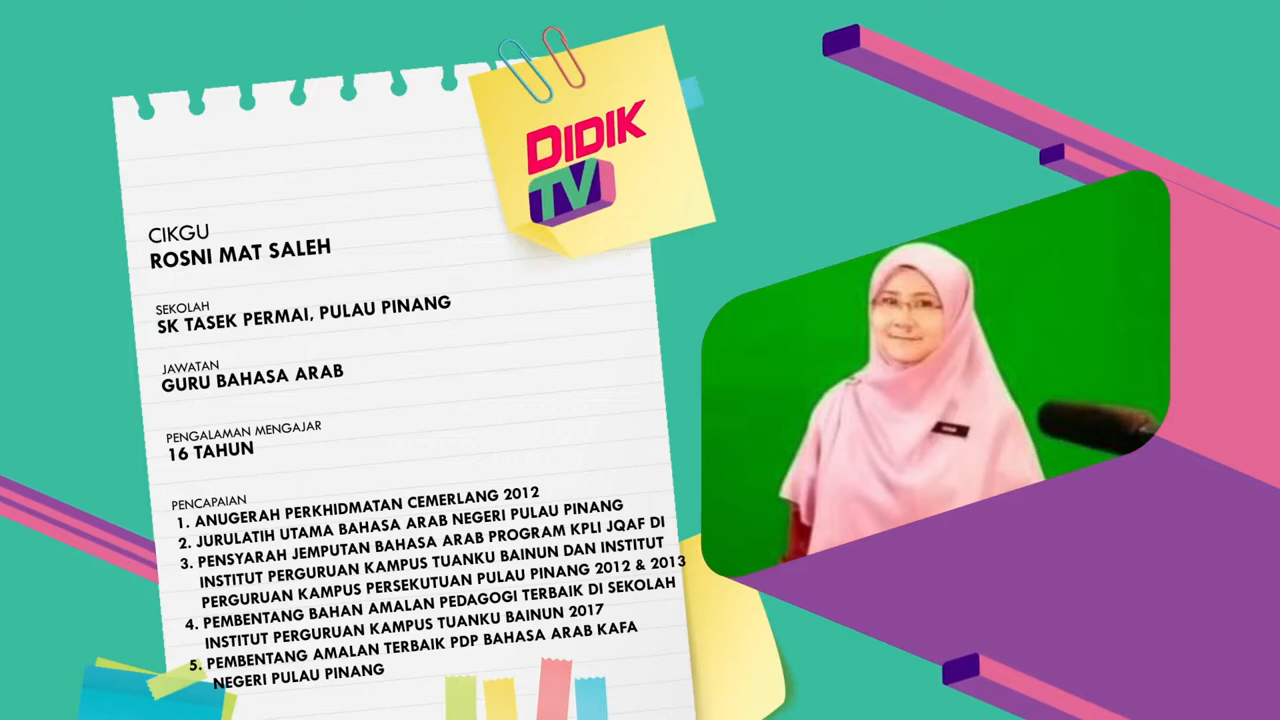 DIDIK
TV
CIKGU
ROSNI MAT SALEH
SEKOLAH
SK TASEK PERMAI, PULAU PINANG
JAWATAN
GURU BAHASA ARAB
PENGALAMAN MENGAJAR
16 TAHUN
PENCAPAIAN
1. ANUGERAH PERKHIDMATAN CEMERLANG 2012
2. JURULATIH UTAMA BAHASA ARAB NEGERI PULAU PINANG
3. PENSYARAH JEMPUTAN BAHASA ARAB PROGRAM KPLI JQAF DI
INSTITUT PERGURUAN KAMPUS TUANKU BAINUN DAN INSTITUT
PERGURUAN KAMPUS PERSEKUTUAN PULAU PINANG 2012 & 2013
4. PEMBENTANG BAHAN AMALAN PEDAGOGI TERBAIK DI SEKOLAH
INSTITUT PERGURUAN KAMPUS TUANKU BAINUN 2017
5. PEMBENTANG AMALAN TERBAIK PDP BAHASA ARAB KAFA
NEGERI PULAU PINANG